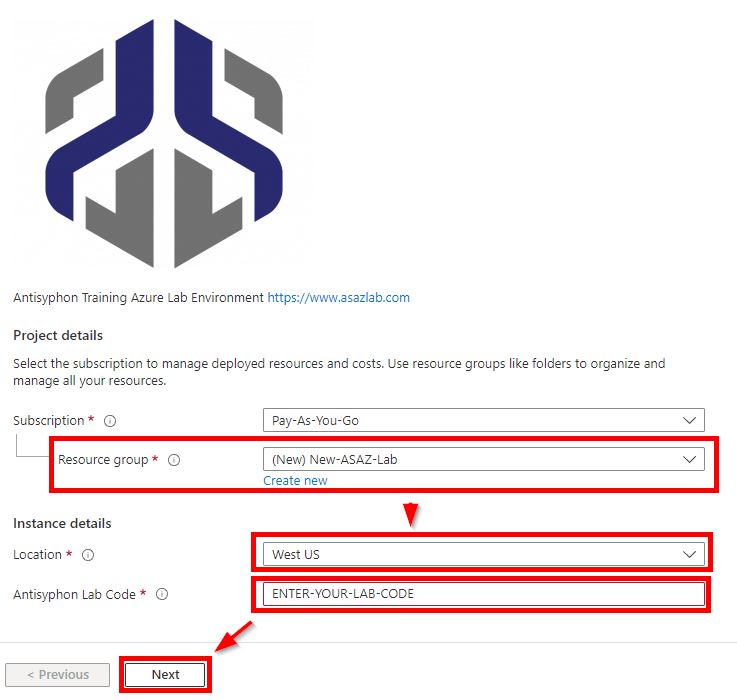 Antisyphon Training Azure Lab Environment https://www.asazlab.com
Project details
Select the subscription to manage deployed resources and costs. Use resource groups like folders to organize and
manage all your resources.
Subscription * Pay-As-You-Go
Resource group * (New) New-ASAZ-Lab
Create new
Instance details
Location * West US
Antisyphon Lab Code * ENTER-YOUR-LAB-CODE
< Previous Next